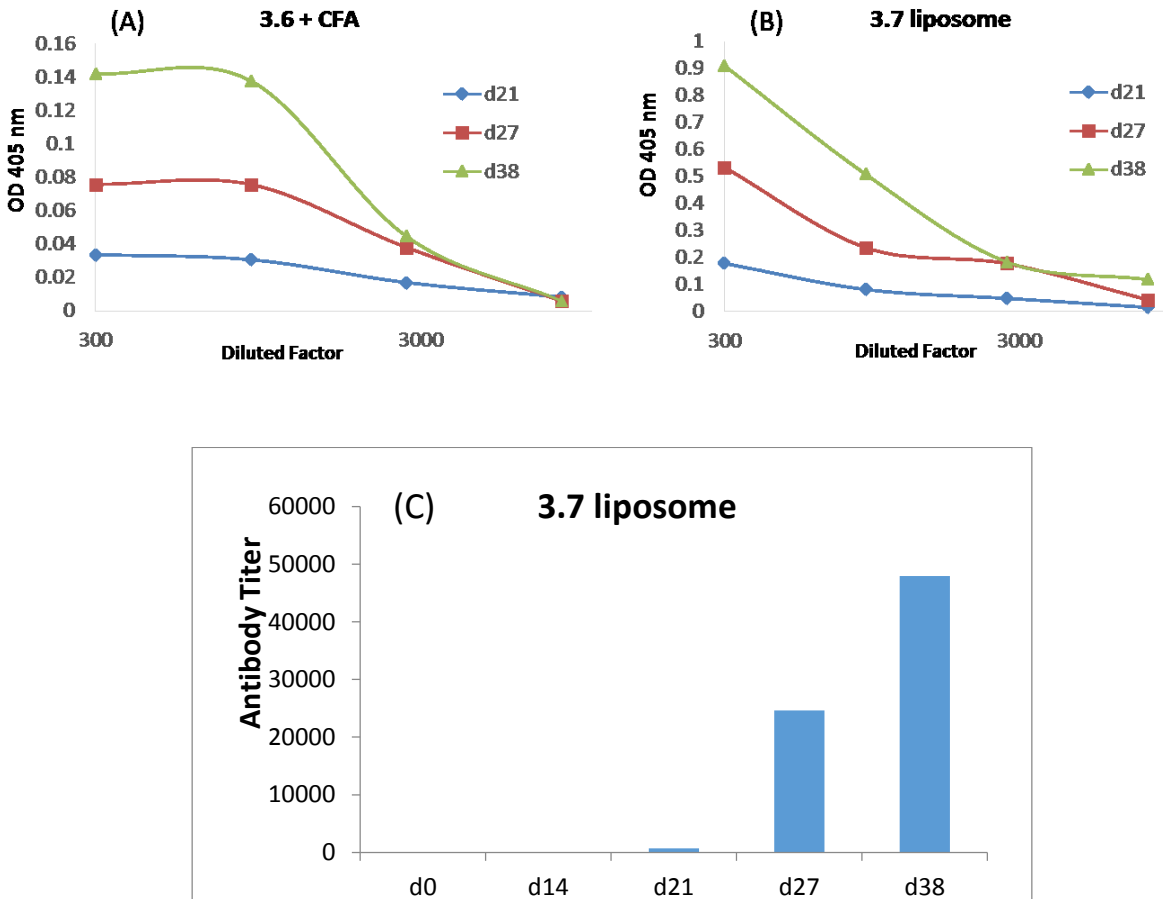 (A) 3.6 + CFA
0.16
0.14
0.12
0.1
0.08
0.06
0.04
0.02
0
OD 405 nm
d21
d27
d38
300 3000
Diluted Factor
(B) 3.7 liposome
1
0.9
0.8
0.7
0.6
0.5
0.4
0.3
0.2
0.1
0
OD 405 nm
d21
d27
d38
300 3000
Diluted Factor
(C) 3.7 liposome
60000
50000
40000
30000
20000
10000
0
Antibody Titer
d0 d14 d21 d27 d38